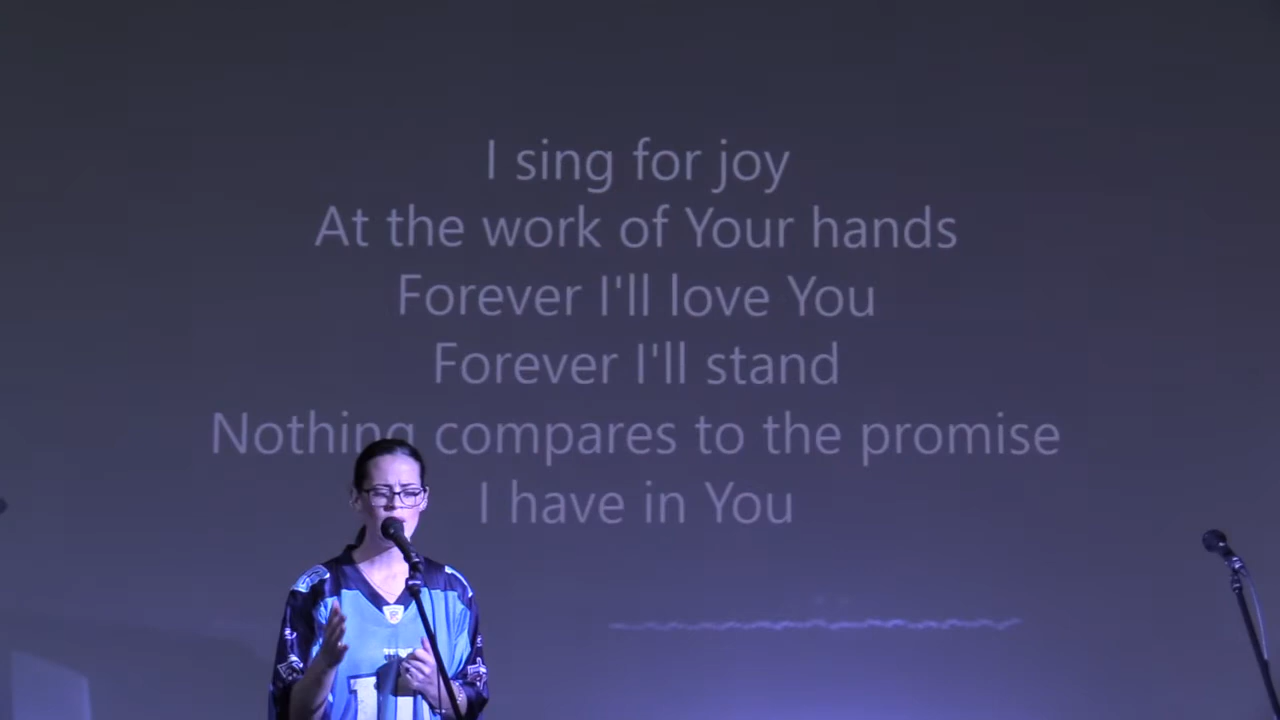 I sing for joy
At the work of Your hands
Forever I'll love You
Forever I'll stand
Nothing compares to the promise
I have in You